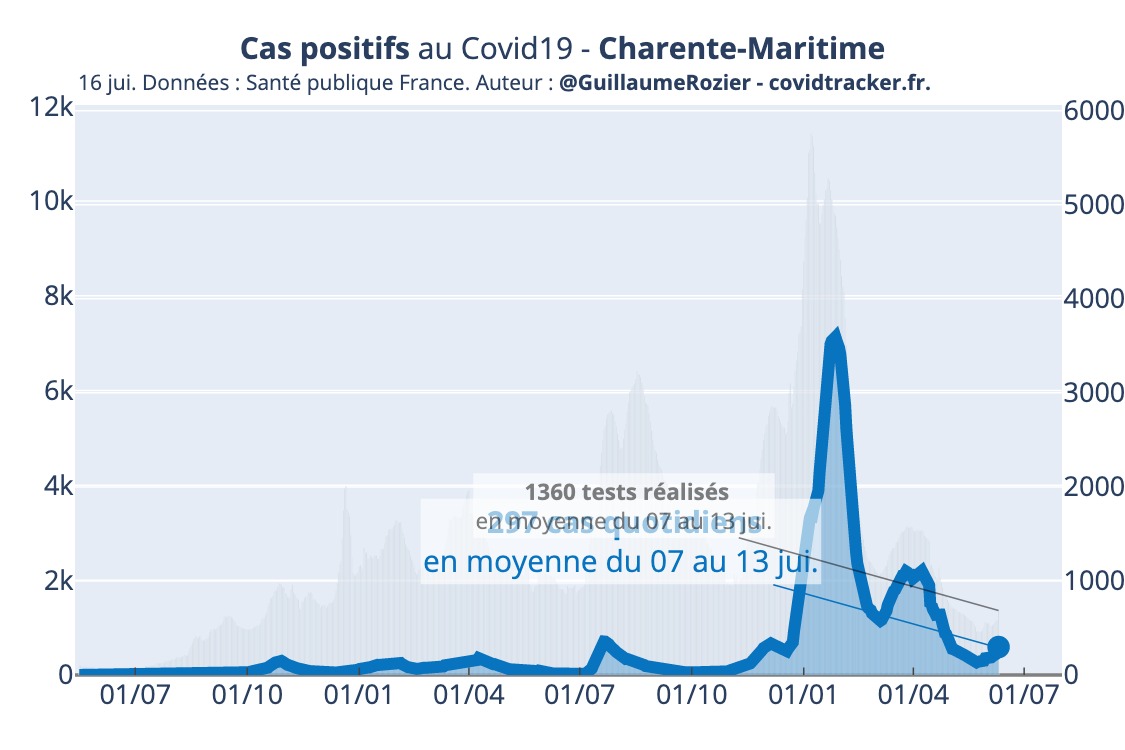 Cas positifs au Covid19 - Charente-Maritime
16 jui. Données : Santé publique France. Auteur : @GuillaumeRozier - covidtracker.fr.
12k
10k
8k
6k
4k
2k
0
6000
5000
4000
3000
2000
1000
0
1360 tests réalisés
en moyenne du 07 au 13 jui.
297 cas quotidiens
en moyenne du 07 au 13 jui.
01/07 01/10 01/01 01/04 01/07 01/10 01/01 01/04 01/07